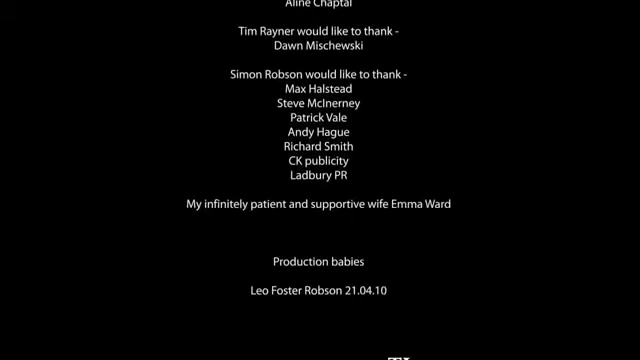 Aline Chaptal
Tim Rayner would like to thank -
Dawn Mischewski
Simon Robson would like to thank -
Max Halstead
Steve McInerney
Patrick Vale
Andy Hague
Richard Smith
CK publicity
Ladbury PR
My infinitely patient and supportive wife Emma Ward
Production babies
Leo Foster Robson 21.04.10